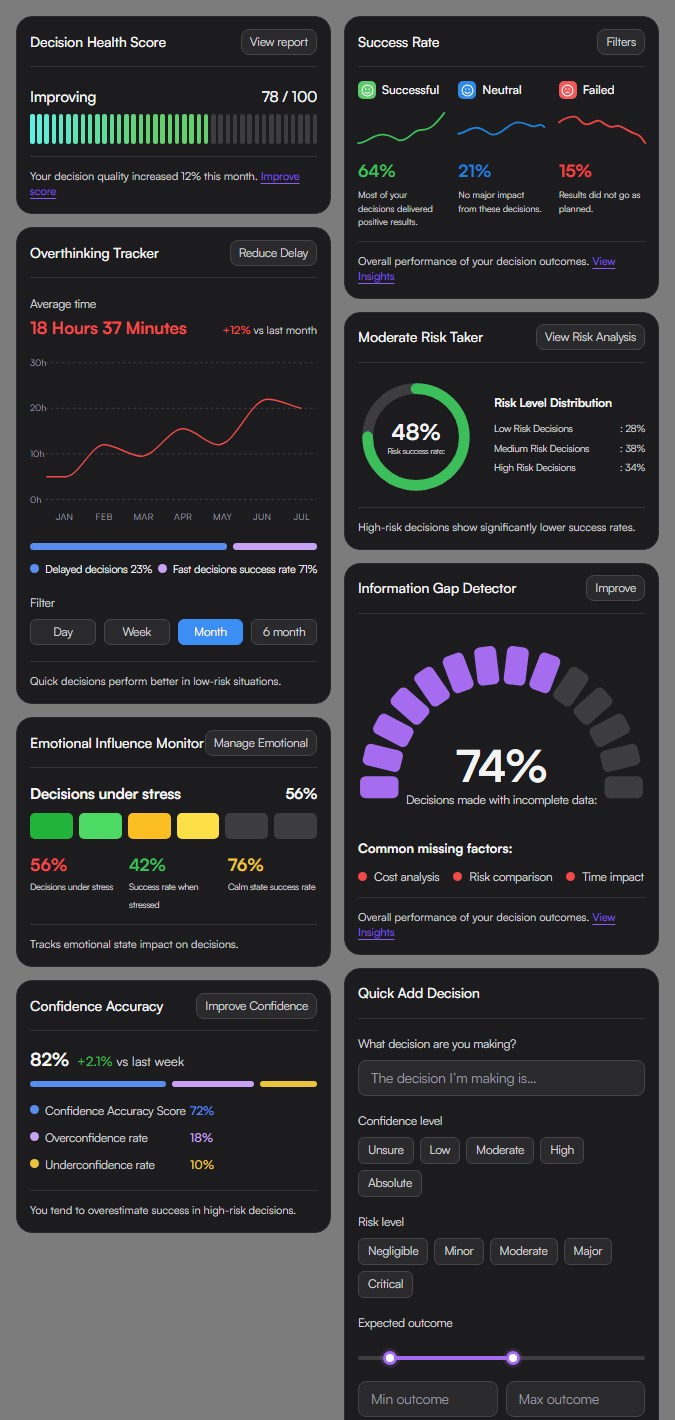 Decision Health Score
View report
Improving
78 / 100
Your decision quality increased 12% this month. Improve
score
Overthinking Tracker
Reduce Delay
Average time
18 Hours 37 Minutes
+12% vs last month
30h
20h
10h
0h
JAN FEB MAR APR MAY JUN JUL
Delayed decisions 23%
Fast decisions success rate 71%
Filter
Day
Week
Month
6 month
Quick decisions perform better in low-risk situations.
Emotional Influence Monitor
Manage Emotional
Decisions under stress
56%
56%
Decisions under stress
42%
Success rate when
stressed
76%
Calm state success rate
Tracks emotional state impact on decisions.
Confidence Accuracy
Improve Confidence
82% +2.1% vs last week
Confidence Accuracy Score 72%
Overconfidence rate 18%
Underconfidence rate 10%
You tend to overestimate success in high-risk decisions.
Success Rate
Filters
Successful
Neutral
Failed
64%
Most of your
decisions delivered
positive results.
21%
No major impact
from these decisions.
15%
Results did not go as
planned.
Overall performance of your decision outcomes. View
Insights
Moderate Risk Taker
View Risk Analysis
48%
Risk success rate:
Risk Level Distribution
Low Risk Decisions : 28%
Medium Risk Decisions : 38%
High Risk Decisions : 34%
High-risk decisions show significantly lower success rates.
Information Gap Detector
Improve
74%
Decisions made with incomplete data:
Common missing factors:
Cost analysis
Risk comparison
Time impact
Overall performance of your decision outcomes. View
Insights
Quick Add Decision
What decision are you making?
The decision I'm making is...
Confidence level
Unsure
Low
Moderate
High
Absolute
Risk level
Negligible
Minor
Moderate
Major
Critical
Expected outcome
Min outcome
Max outcome